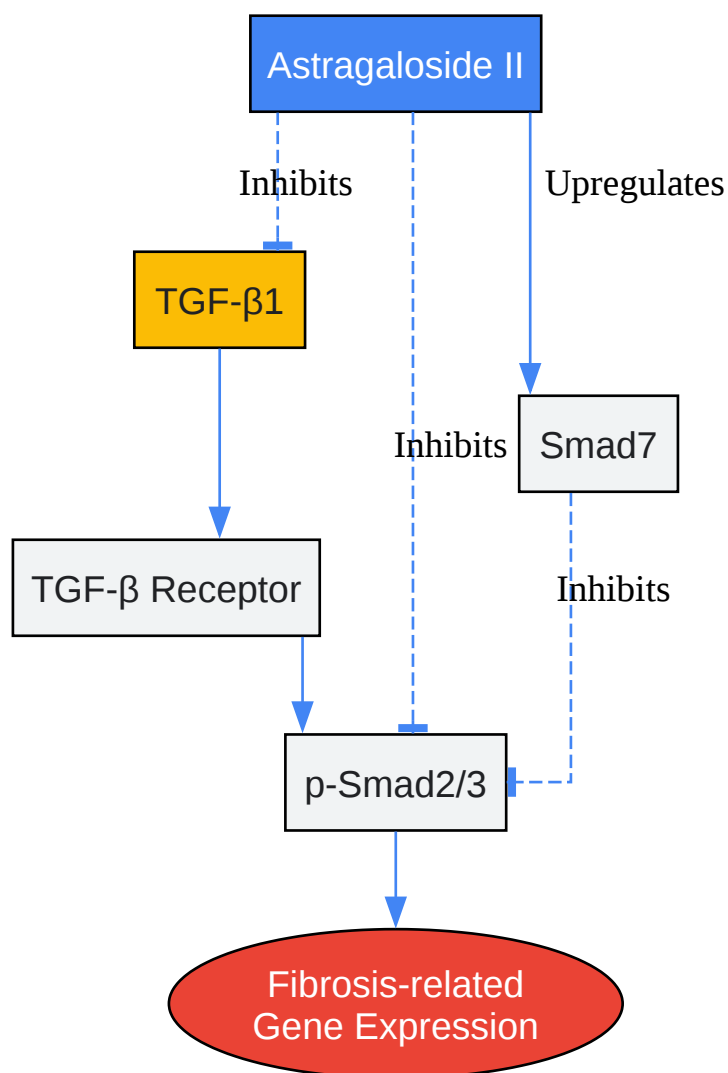 Astragaloside II
Inhibits
Upregulates
TGF-β1
Inhibits
Smad7
TGF-β Receptor
Inhibits
p-Smad2/3
Fibrosis-related
Gene Expression